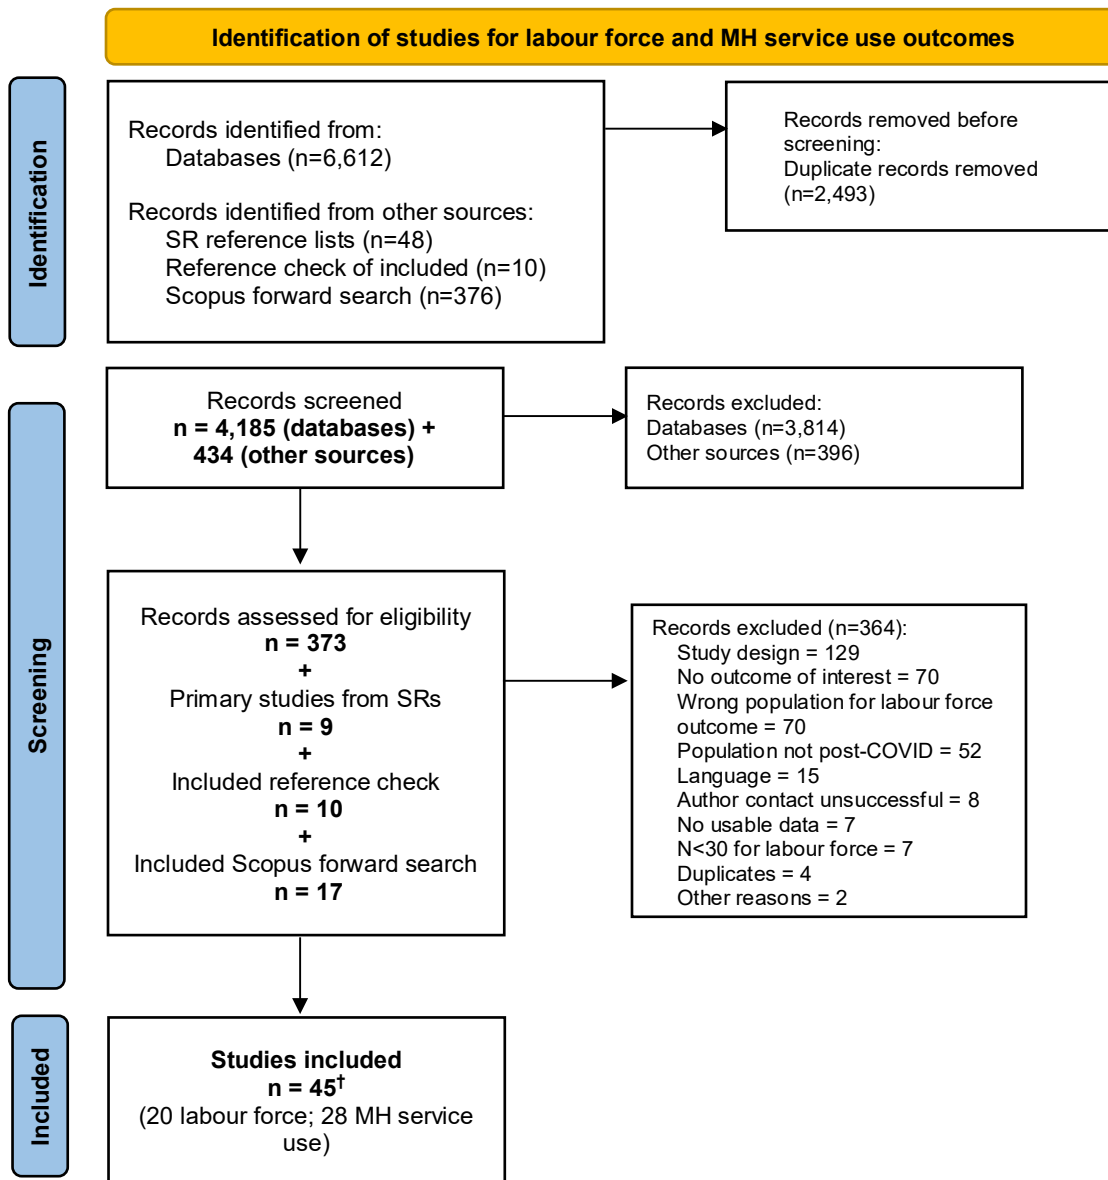 Identification of studies for labour force and MH service use outcomes
Identification
Records identified from:
Databases (n=6,612)
Records identified from other sources:
SR reference lists (n=48)
Reference check of included (n=10)
Scopus forward search (n=376)
Records removed before
screening:
Duplicate records removed
(n=2,493)
Screening
Records screened
n = 4,185 (databases) +
434 (other sources)
Records excluded:
Databases (n=3,814)
Other sources (n=396)
Records assessed for eligibility
n = 373
+
Primary studies from SRs
n = 9
+
Included reference check
n = 10
+
Included Scopus forward search
n = 17
Records excluded (n=364):
Study design = 129
No outcome of interest = 70
Wrong population for labour force
outcome = 70
Population not post-COVID = 52
Language = 15
Author contact unsuccessful = 8
No usable data = 7
N<30 for labour force = 7
Duplicates = 4
Other reasons = 2
Included
Studies included
n = 45†
(20 labour force; 28 MH service
use)